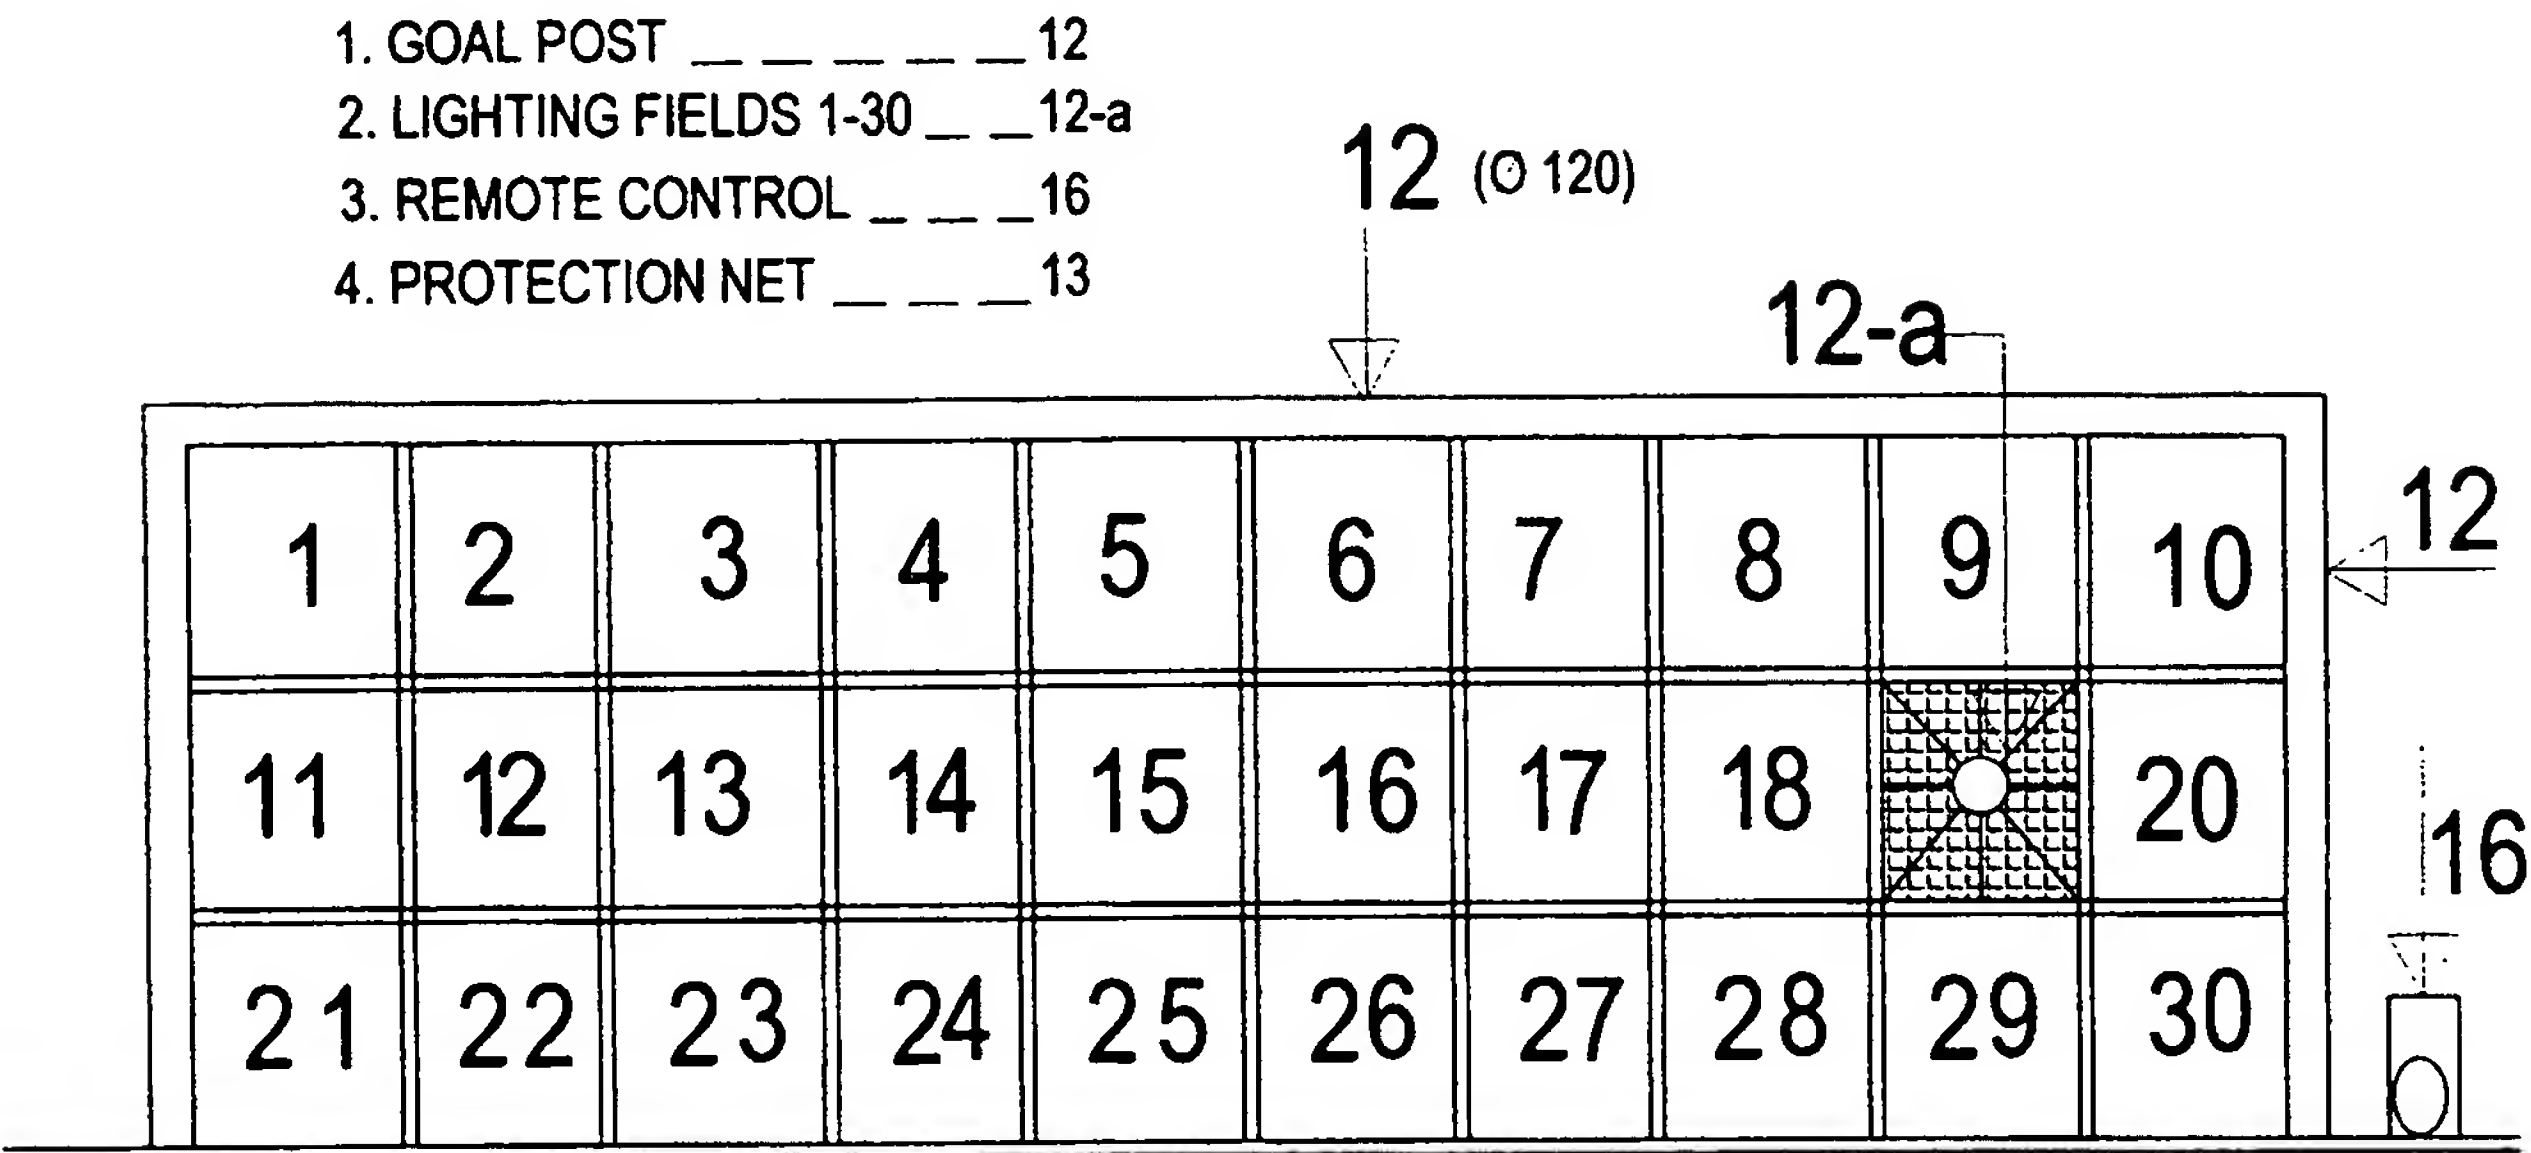 1. GOAL POST _ _ _ _ _ 12
2. LIGHTING FIELDS 1-30 _ _ 12-a
3. REMOTE CONTROL _ _ _ 16
4. PROTECTION NET _ _ _ 13
12 (⊙ 120)
12-a
12
1 2 3 4 5 6 7 8 9 10
11 12 13 14 15 16 17 18 20
16
21 22 23 24 25 26 27 28 29 30